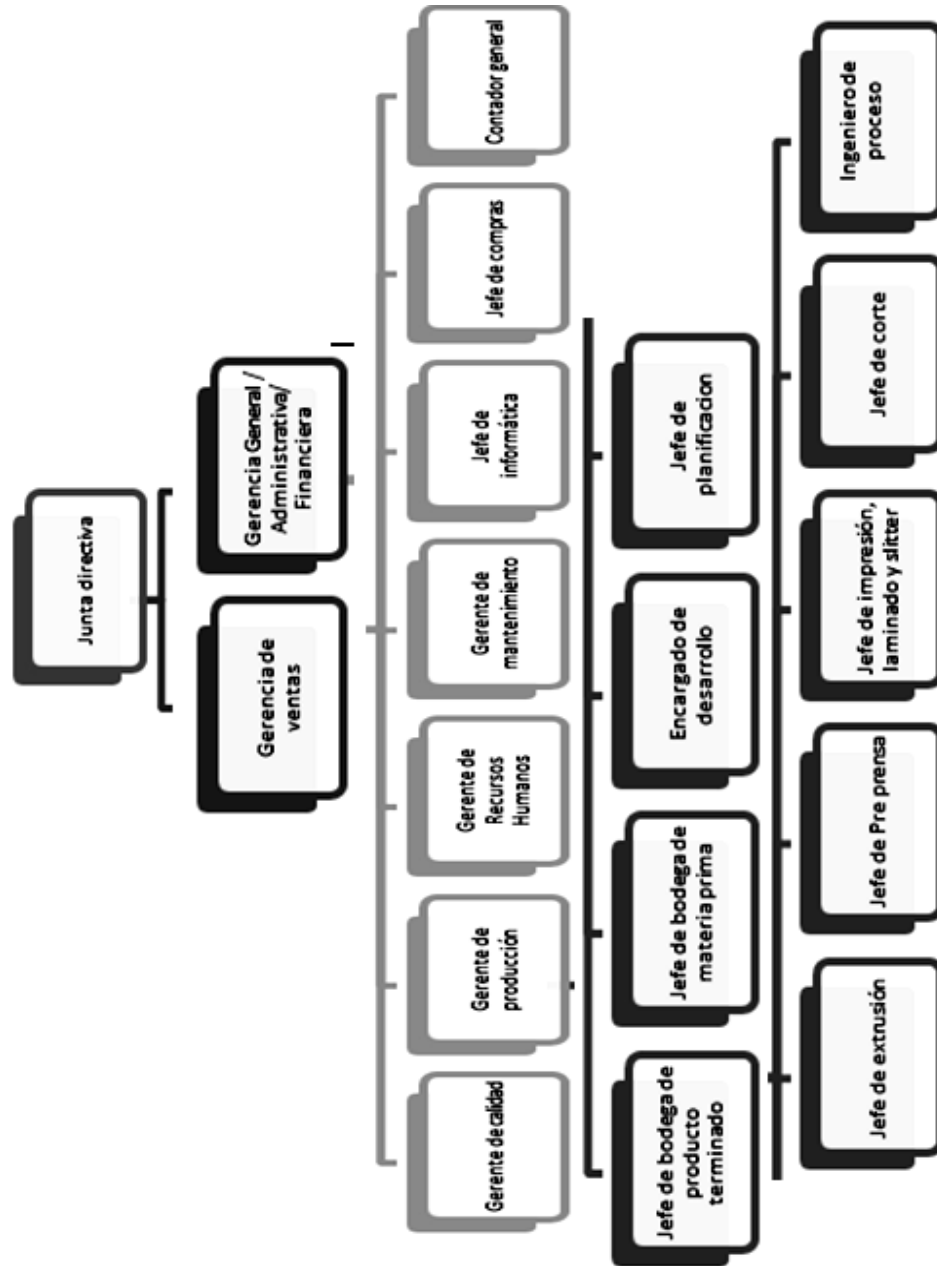 Junta directiva
Gerencia de
ventas
Gerencia General /
Administrativa/
Financiera
Gerente de calidad
Gerente de
producción
Gerente de
Recursos
Humanos
Gerente de
mantenimiento
Jefe de
informática
Jefe de compras
Contador general
Jefe de bodega de
producto
terminado
Jefe de bodega de
materia prima
Encargado de
desarrollo
Jefe de
planificacion
Jefe de extrusión
Jefe de Pre prensa
Jefe de impresión,
laminado y slitter
Jefe de corte
Ingeniero de
proceso